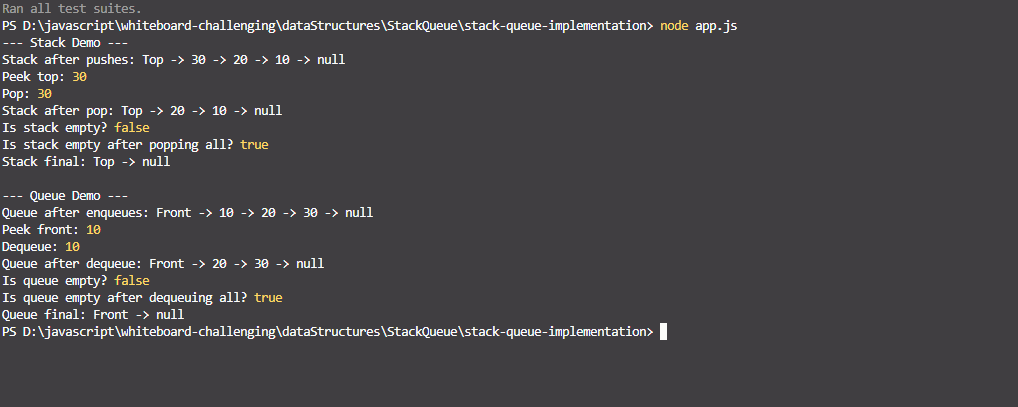 Ran all test suites.
PS D:\javascript\whiteboard-challenging\dataStructures\StackQueue\stack-queue-implementation> node app.js
--- Stack Demo ---
Stack after pushes: Top -> 30 -> 20 -> 10 -> null
Peek top: 30
Pop: 30
Stack after pop: Top -> 20 -> 10 -> null
Is stack empty? false
Is stack empty after popping all? true
Stack final: Top -> null
--- Queue Demo ---
Queue after enqueues: Front -> 10 -> 20 -> 30 -> null
Peek front: 10
Dequeue: 10
Queue after dequeue: Front -> 20 -> 30 -> null
Is queue empty? false
Is queue empty after dequeuing all? true
Queue final: Front -> null
PS D:\javascript\whiteboard-challenging\dataStructures\StackQueue\stack-queue-implementation>